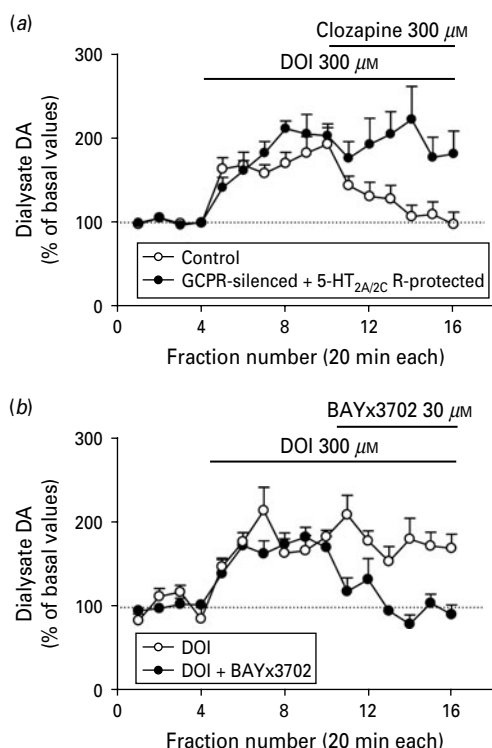 (a)
Clozapine 300 μM
DOI 300 μM
Dialysate DA
(% of basal values)
300
200
100
0
Control
GCPR-silenced + 5-HT2A/2C R-protected
0 4 8 12 16
Fraction number (20 min each)
(b)
BAYx3702 30 μM
DOI 300 μM
Dialysate DA
(% of basal values)
300
200
100
0
DOI
DOI + BAYx3702
0 4 8 12 16
Fraction number (20 min each)